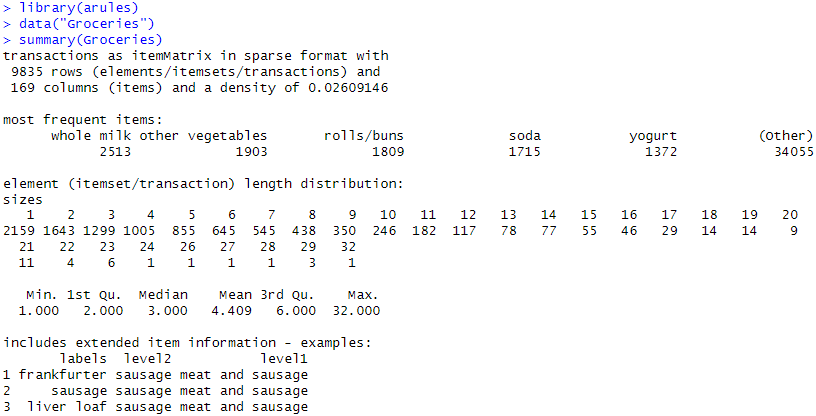 > library(arules)
> data("Groceries")
> summary(Groceries)
transactions as itemMatrix in sparse format with
 9835 rows (elements/itemsets/transactions) and
 169 columns (items) and a density of 0.02609146

most frequent items:
      whole milk other vegetables       rolls/buns             soda           yogurt          (Other)
            2513             1903             1809             1715             1372            34055

element (itemset/transaction) length distribution:
sizes
   1    2    3    4    5    6    7    8    9   10   11   12   13   14   15   16   17   18   19   20
2159 1643 1299 1005  855  645  545  438  350  246  182  117   78   77   55   46   29   14   14    9
  21   22   23   24   26   27   28   29   32
  11    4    6    1    1    1    1    3    1

   Min. 1st Qu.  Median    Mean 3rd Qu.    Max.
  1.000   2.000   3.000   4.409   6.000  32.000

includes extended item information - examples:
       labels  level2           level1
1 frankfurter sausage meat and sausage
2     sausage sausage meat and sausage
3  liver loaf sausage meat and sausage